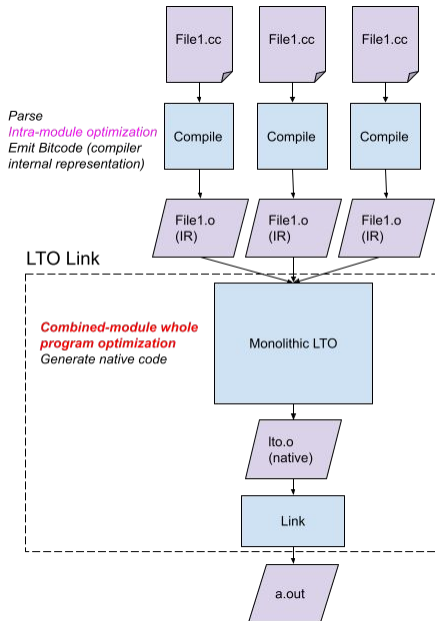 File1.cc
File1.cc
File1.cc
Parse
Intra-module optimization
Emit Bitcode (compiler
internal representation)
Compile
Compile
Compile
File1.o
(IR)
File1.o
(IR)
File1.o
(IR)
LTO Link
Combined-module whole
program optimization
Generate native code
Monolithic LTO
lto.o
(native)
Link
a.out